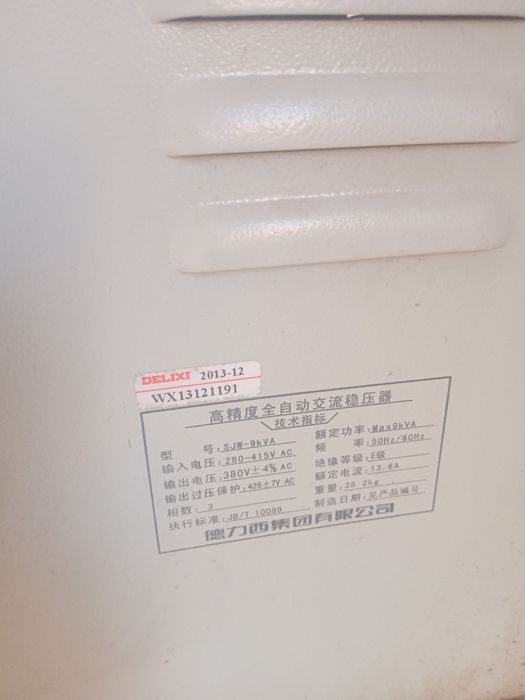 DELIXI 2013-12
WX13121191
高精度全自动交流稳压器
技术指标
型 号:SJW-9kVA 额定功率:Max9kVA
输入电压:280-415V AC 频 率:50Hz/60Hz
输出电压:380V±4% AC 绝缘等级:E级
输出过压保护:426±7V AC 额定电流:13.6A
相数:3 重量:38.2kg
执行标准:JB/T 10089 制造日期:见产品编号
德力西集团有限公司